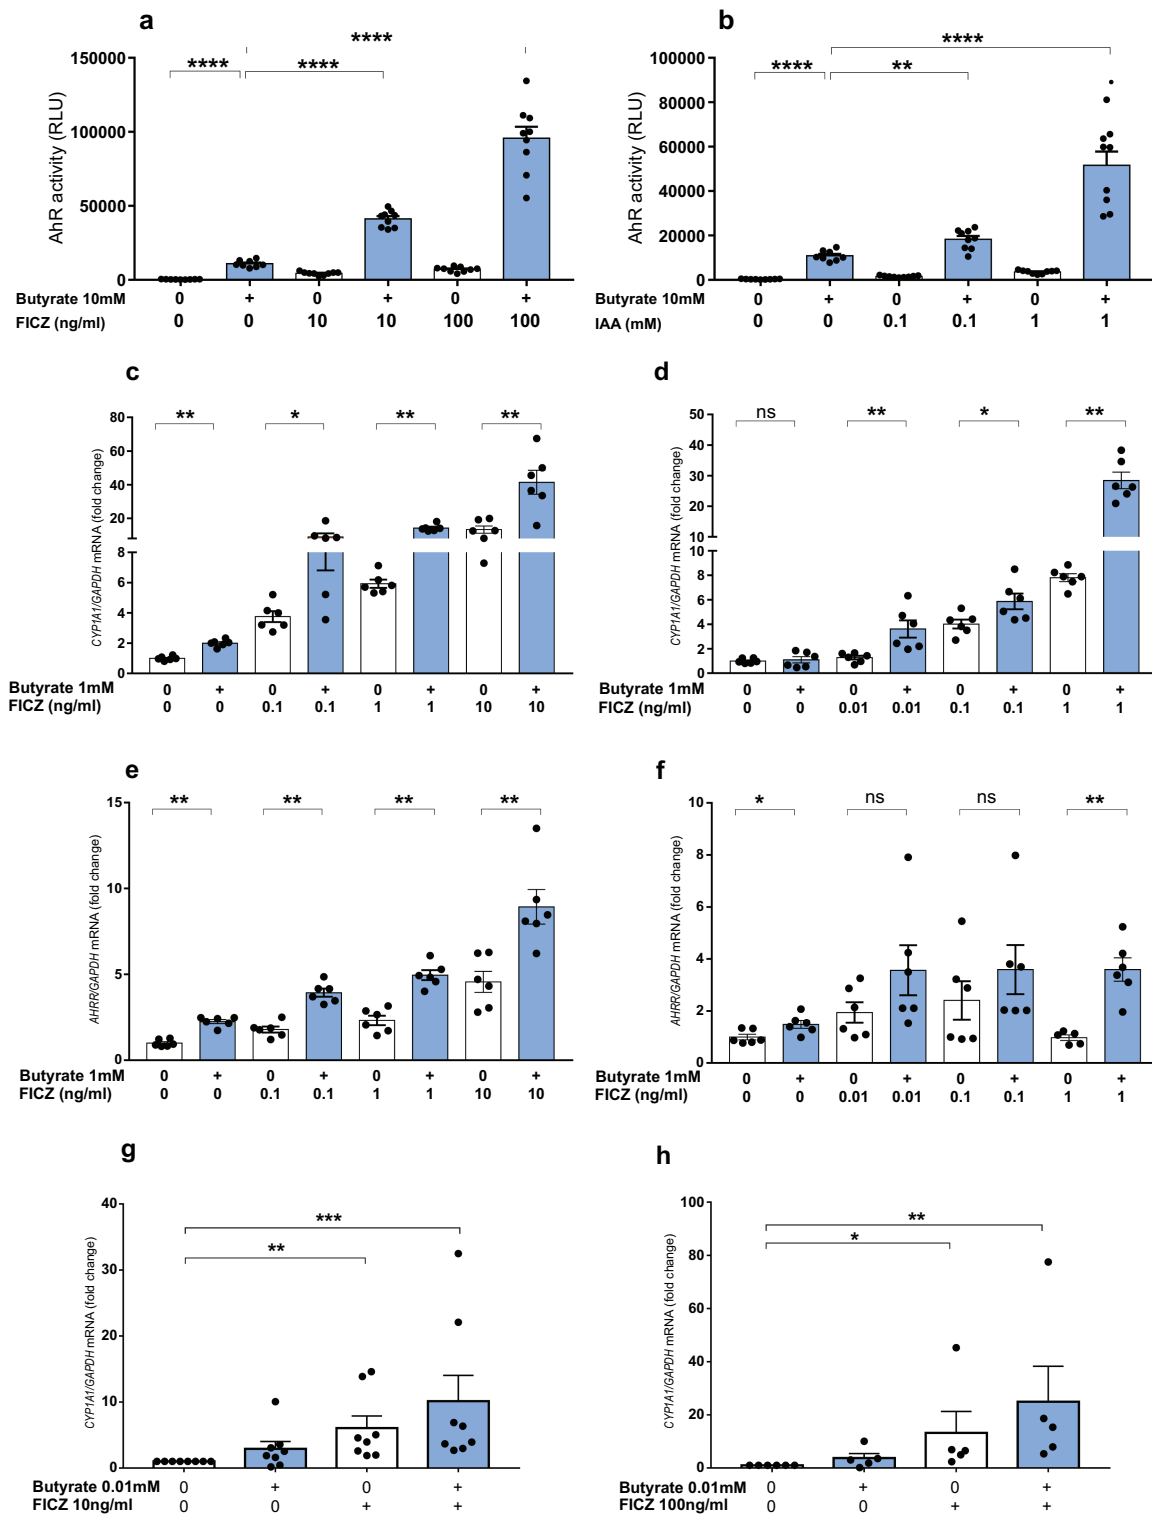 a
****
****
****
AhR activity (RLU)
150000
100000
50000
0
Butyrate 10mM 0 + 0 + 0 +
FICZ (ng/ml) 0 0 10 10 100 100
b
****
****
**
AhR activity (RLU)
100000
80000
60000
40000
20000
0
Butyrate 10mM 0 + 0 + 0 +
IAA (mM) 0 0 0.1 0.1 1 1
c
** * ** **
CYP1A1/GAPDH mRNA (fold change)
80
60
40
20
8
6
4
2
0
Butyrate 1mM 0 + 0 + 0 + 0 +
FICZ (ng/ml) 0 0 0.1 0.1 1 1 10 10
d
ns ** * **
CYP1A1/GAPDH mRNA (fold change)
50
40
30
20
10
10
8
6
4
2
0
Butyrate 1mM 0 + 0 + 0 + 0 +
FICZ (ng/ml) 0 0 0.01 0.01 0.1 0.1 1 1
e
** ** ** **
AHRR/GAPDH mRNA (fold change)
15
10
5
0
Butyrate 1mM 0 + 0 + 0 + 0 +
FICZ (ng/ml) 0 0 0.1 0.1 1 1 10 10
f
* ns ns **
AHRR/GAPDH mRNA (fold change)
10
8
6
4
2
0
Butyrate 1mM 0 + 0 + 0 + 0 +
FICZ (ng/ml) 0 0 0.01 0.01 0.1 0.1 1 1
g
***
**
CYP1A1/GAPDH mRNA (fold change)
40
30
20
10
0
Butyrate 0.01mM 0 + 0 +
FICZ 10ng/ml 0 0 + +
h
**
*
CYP1A1/GAPDH mRNA (fold change)
100
80
60
40
20
0
Butyrate 0.01mM 0 + 0 +
FICZ 100ng/ml 0 0 + +